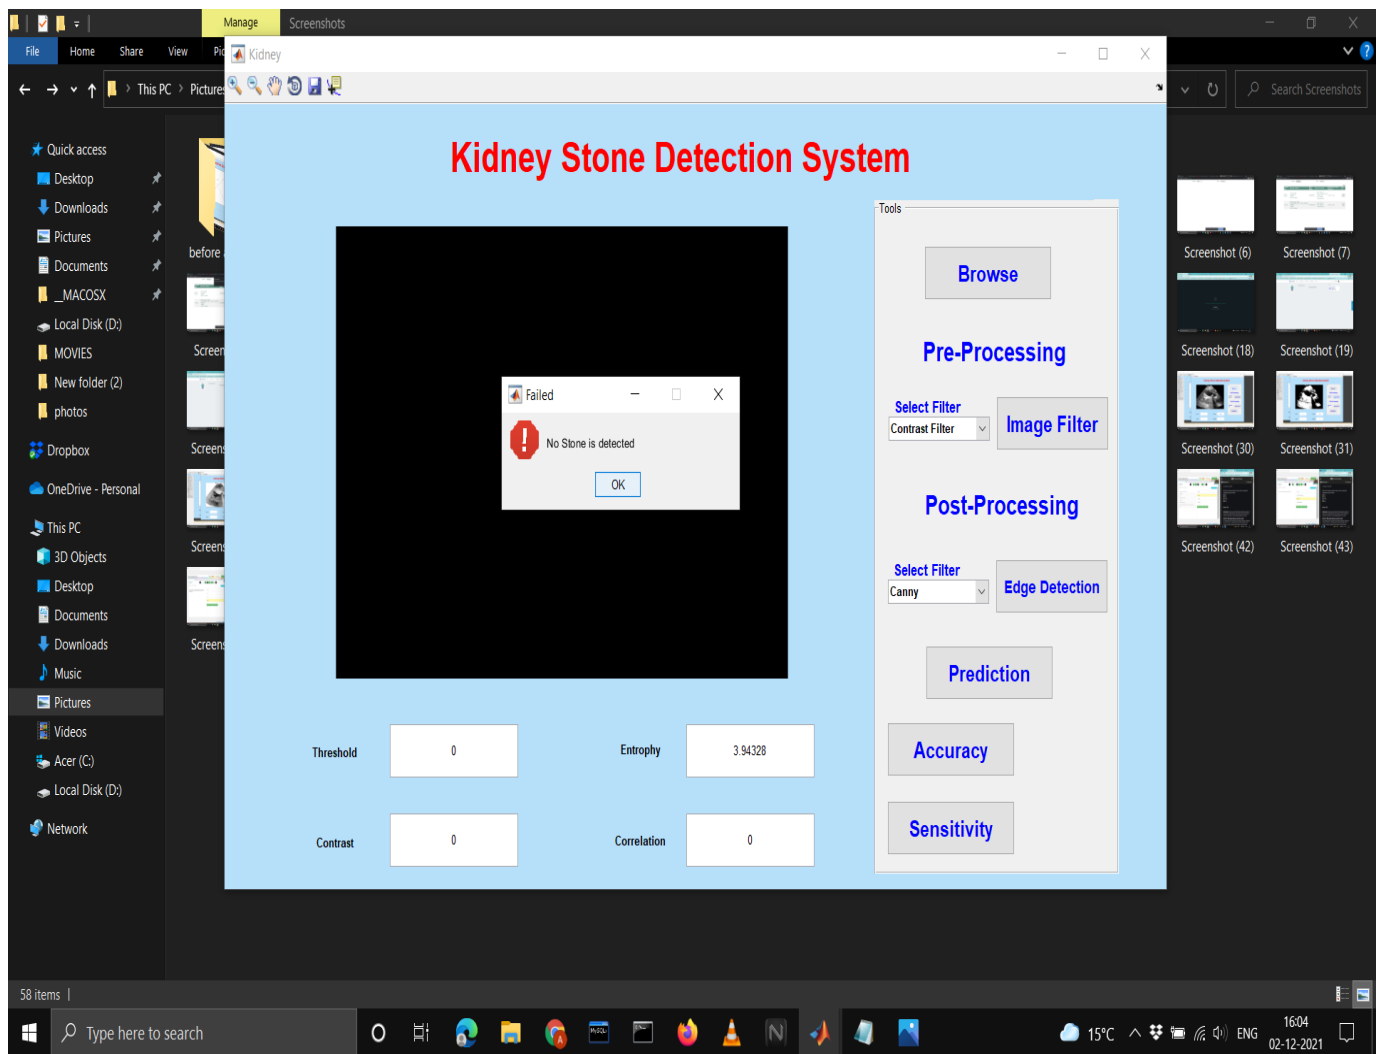 Manage
Screenshots
File
Home
Share
View
Kidney
This PC
Search Screenshots
Kidney Stone Detection System
Quick access
Desktop
Downloads
Pictures
Documents
__MACOSX
Local Disk (D:)
MOVIES
New folder (2)
photos
Dropbox
OneDrive - Personal
This PC
3D Objects
Desktop
Documents
Downloads
Music
Pictures
Videos
Acer (C:)
Local Disk (D:)
Network
before
Tools
Browse
Pre-Processing
Select Filter
Contrast Filter
Image Filter
Post-Processing
Select Filter
Canny
Edge Detection
Prediction
Accuracy
Sensitivity
Failed
No Stone is detected
OK
Threshold
0
Entrophy
3.94328
Contrast
0
Correlation
0
Screenshot (6)
Screenshot (7)
Screenshot (18)
Screenshot (19)
Screenshot (30)
Screenshot (31)
Screenshot (42)
Screenshot (43)
58 items
Type here to search
15°C
ENG
16:04
02-12-2021